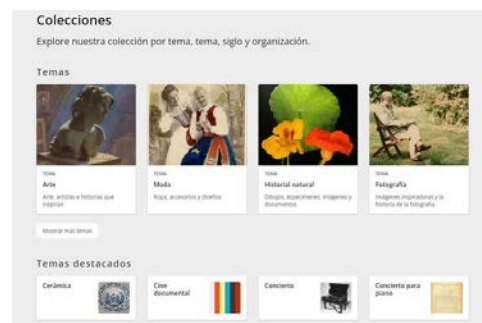 Colecciones
Explore nuestra colección por tema, tema, siglo y organización.
Temas
TEMA
Arte
Arte, artistas e historias que
inspiran
TEMA
Moda
Ropa, accesorios y diseños
TEMA
Historial natural
Dibujos, especímenes, imágenes y
documentos
TEMA
Fotografía
Imágenes inspiradoras y la
historia de la fotografía
Mostrar más temas
Temas destacados
Cerámica
Cine
documental
Concierto
Concierto para
piano